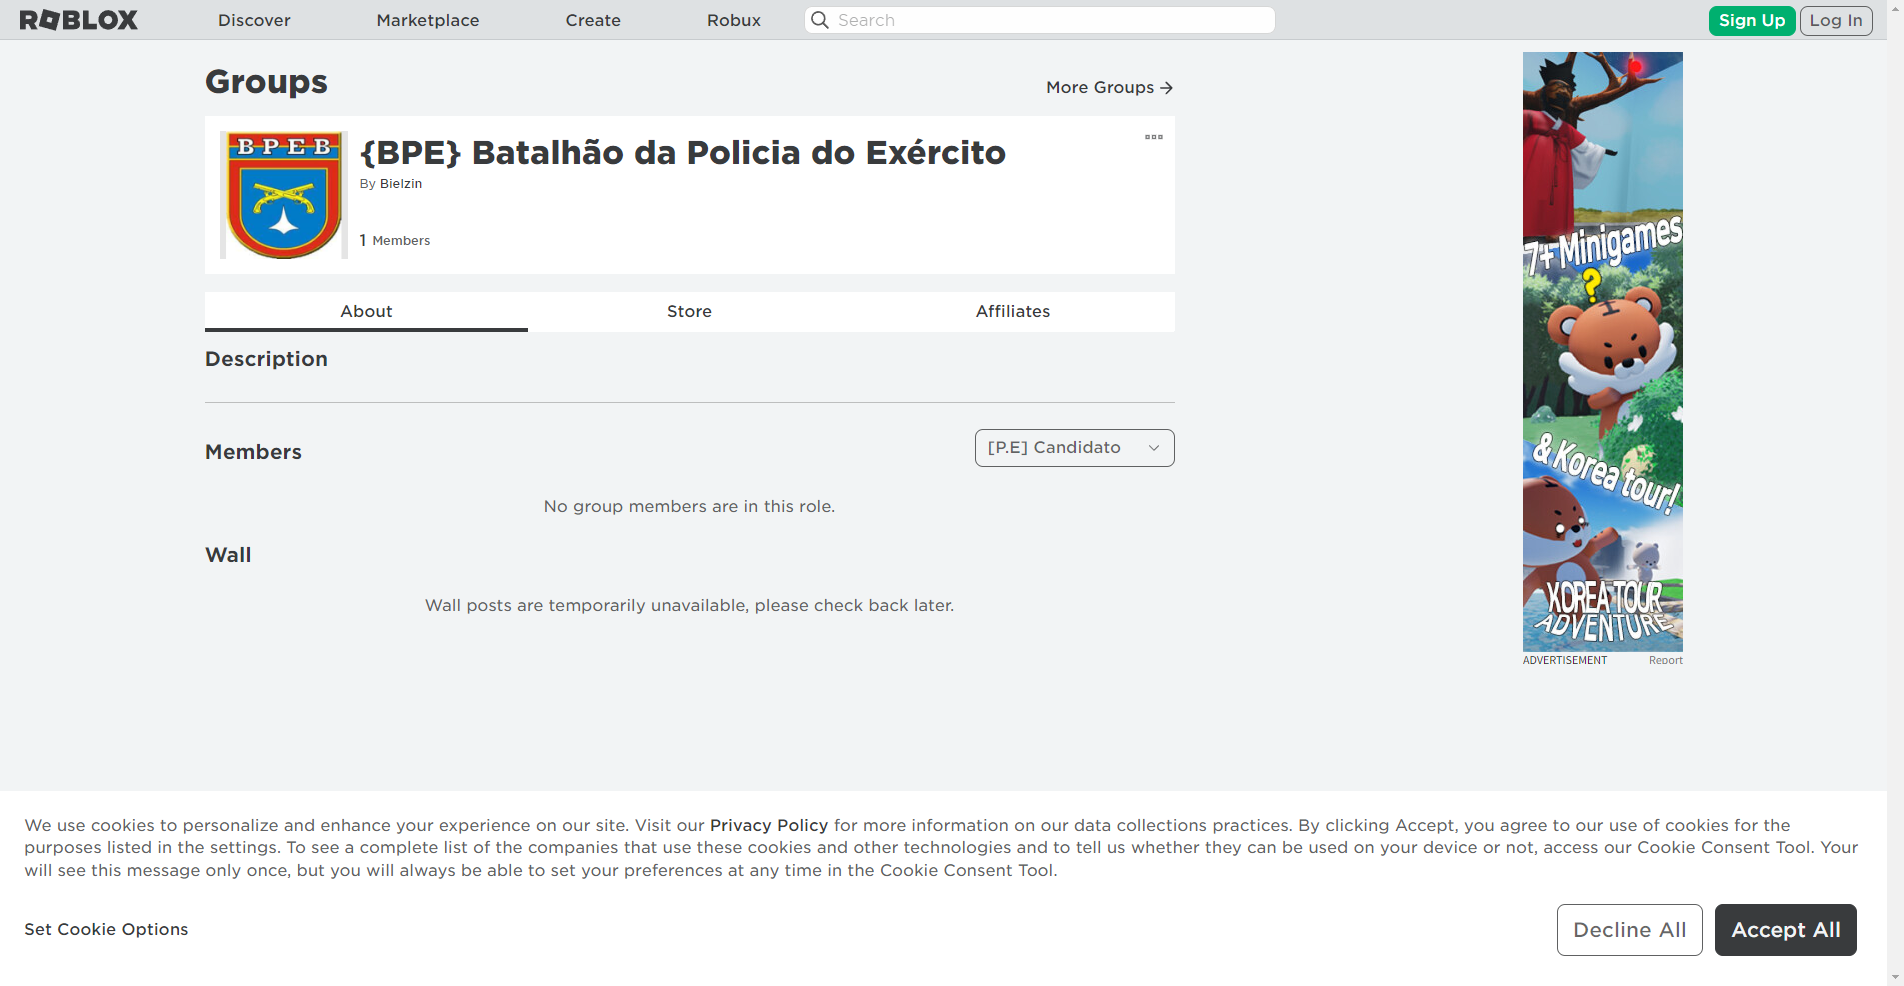 ROBLOX Discover Marketplace Create Robux Search Sign Up Log In
Groups
More Groups
BPEB
{BPE} Batalhão da Policia do Exército
By Bielzin
1 Members
About Store Affiliates
Description
Members
[P.E] Candidato
No group members are in this role.
Wall
Wall posts are temporarily unavailable, please check back later.
7+ Minigames
?
& Korea tour!
KOREA TOUR
ADVENTURE
ADVERTISEMENT Report
We use cookies to personalize and enhance your experience on our site. Visit our Privacy Policy for more information on our data collections practices. By clicking Accept, you agree to our use of cookies for the
purposes listed in the settings. To see a complete list of the companies that use these cookies and other technologies and to tell us whether they can be used on your device or not, access our Cookie Consent Tool. Your
will see this message only once, but you will always be able to set your preferences at any time in the Cookie Consent Tool.
Set Cookie Options
Decline All
Accept All